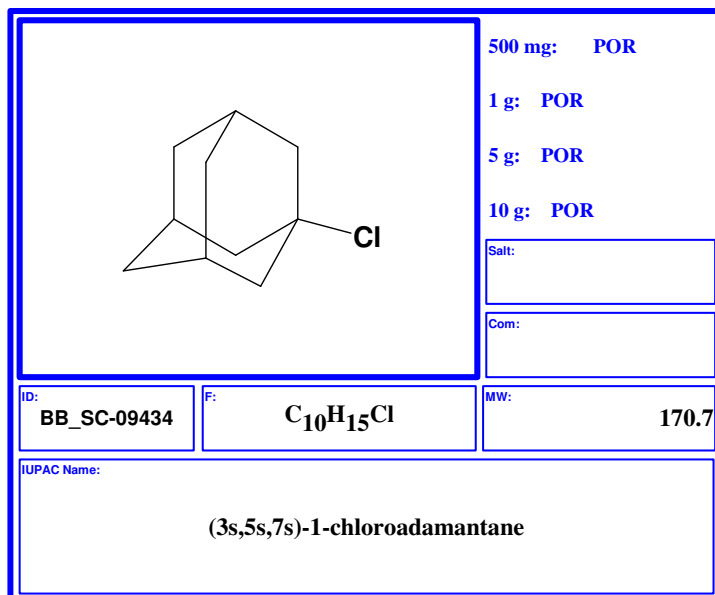 500 mg: POR
1 g: POR
5 g: POR
10 g: POR
Cl
Salt:
Com:
ID:
BB_SC-09434
F:
C10H15Cl
MW:
170.7
IUPAC Name:
(3s,5s,7s)-1-chloroadamantane